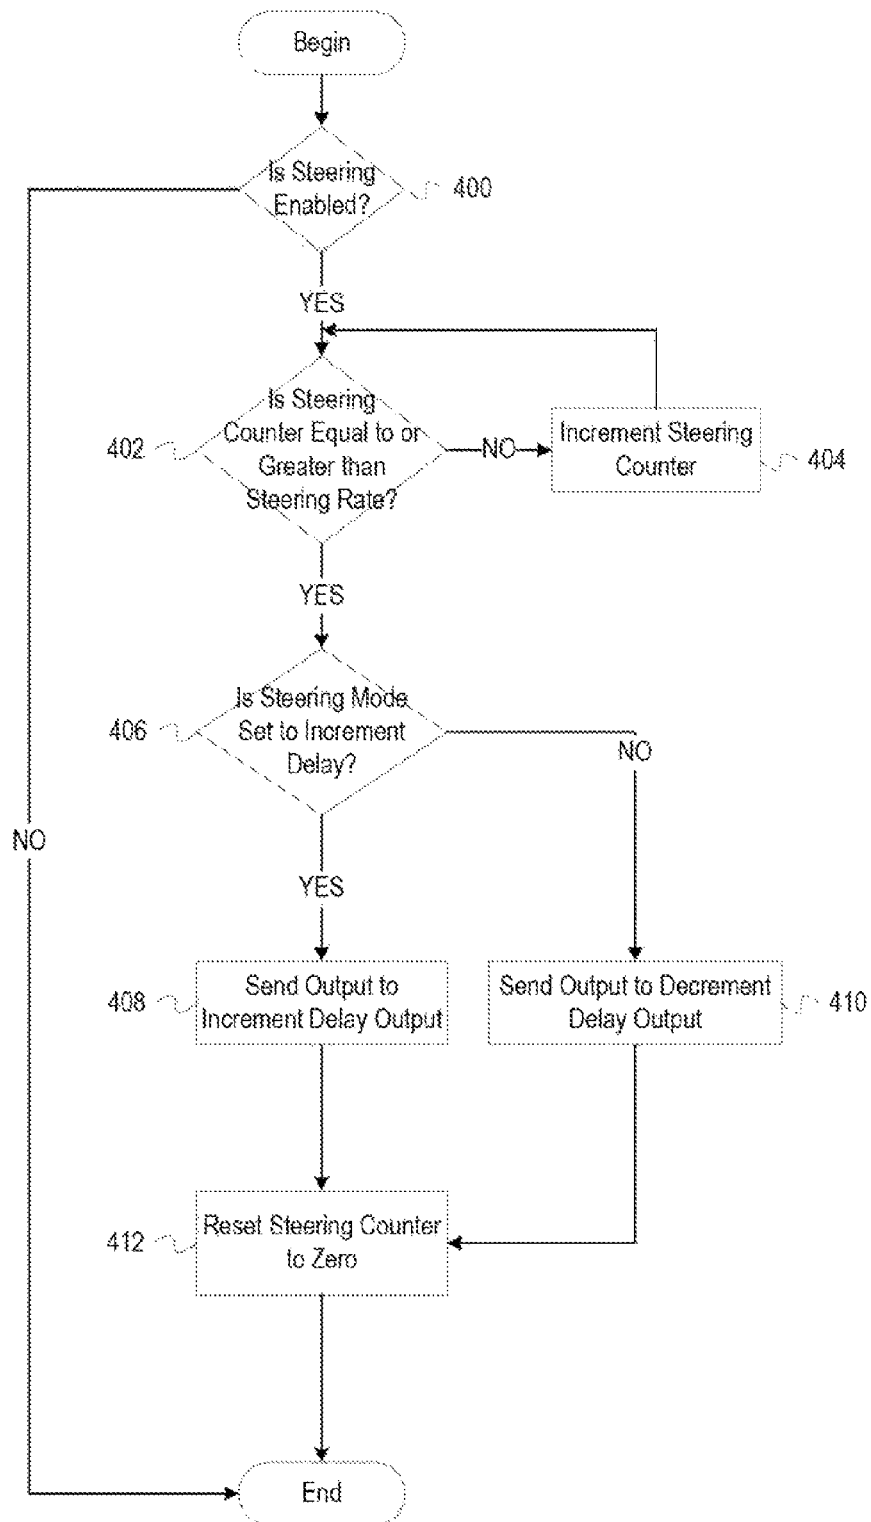 Begin
Is Steering
Enabled?
400
YES
Is Steering
Counter Equal to or
Greater than
Steering Rate?
402
NO
Increment Steering
Counter
404
YES
Is Steering Mode
Set to Increment
Delay?
406
NO
NO
YES
Send Output to
Increment Delay Output
408
Send Output to Decrement
Delay Output
410
Reset Steering Counter
to Zero
412
End